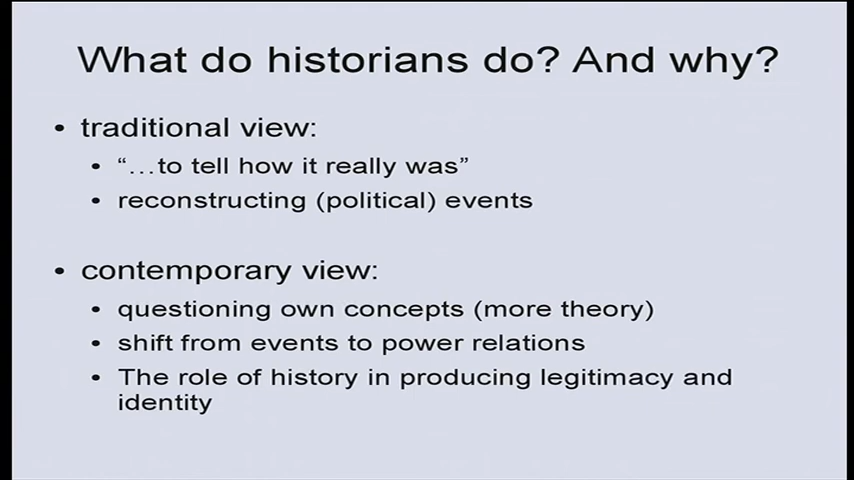 What do historians do? And why?
• traditional view:
• “…to tell how it really was”
• reconstructing (political) events
• contemporary view:
• questioning own concepts (more theory)
• shift from events to power relations
• The role of history in producing legitimacy and
identity